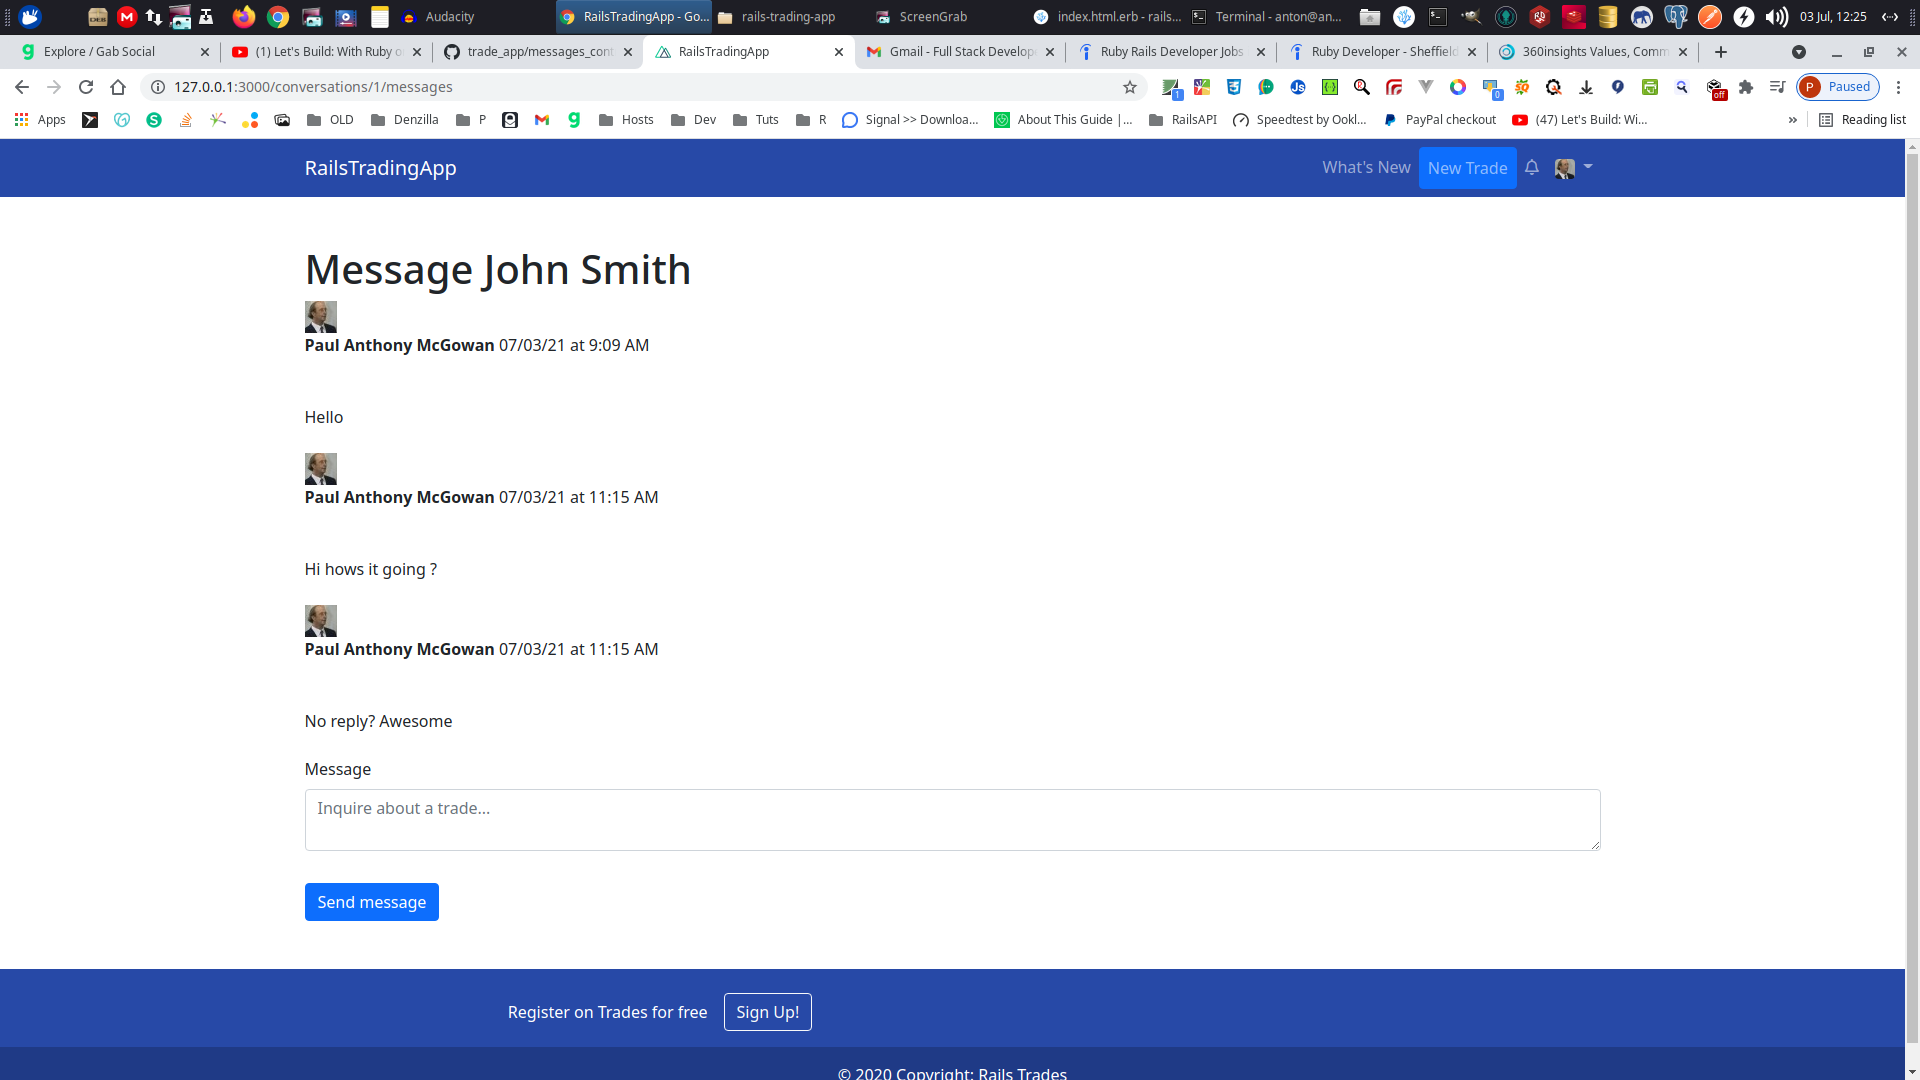 Audacity
RailsTradingApp - Go...
rails-trading-app
ScreenGrab
index.html.erb - rails...
Terminal - anton@an...
03 Jul, 12:25
Explore / Gab Social
(1) Let's Build: With Ruby o
trade_app/messages_cont
RailsTradingApp
Gmail - Full Stack Develope
Ruby Rails Developer Jobs
Ruby Developer - Sheffield
360insights Values, Comm
127.0.0.1:3000/conversations/1/messages
1
0
off
P
Paused
Apps
OLD
Denzilla
P
Hosts
Dev
Tuts
R
Signal >> Downloa...
About This Guide |...
RailsAPI
Speedtest by Ookl...
PayPal checkout
(47) Let's Build: Wi...
»
Reading list
RailsTradingApp
What's New
New Trade
Message John Smith
Paul Anthony McGowan 07/03/21 at 9:09 AM
Hello
Paul Anthony McGowan 07/03/21 at 11:15 AM
Hi hows it going ?
Paul Anthony McGowan 07/03/21 at 11:15 AM
No reply? Awesome
Message
Inquire about a trade...
Send message
Register on Trades for free
Sign Up!
© 2020 Copyright: Rails Trades